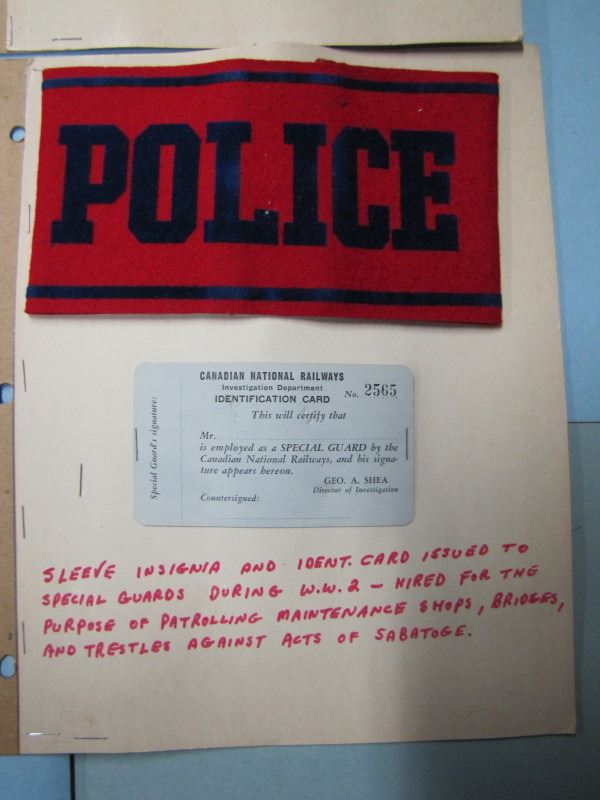 POLICE
CANADIAN NATIONAL RAILWAYS
Investigation Department
IDENTIFICATION CARD No. 2565
This will certify that
Mr.
is employed as a SPECIAL GUARD by the
Canadian National Railways, and his signa-
ture appears hereon.
GEO. A. SHEA
Director of Investigation
Countersigned:
Special Guard's signature:
SLEEVE INSIGNIA AND IDENT. CARD ISSUED TO
SPECIAL GUARDS DURING W.W.2 – HIRED FOR THE
PURPOSE OF PATROLLING MAINTENANCE SHOPS, BRIDGES,
AND TRESTLES AGAINST ACTS OF SABATOGE.